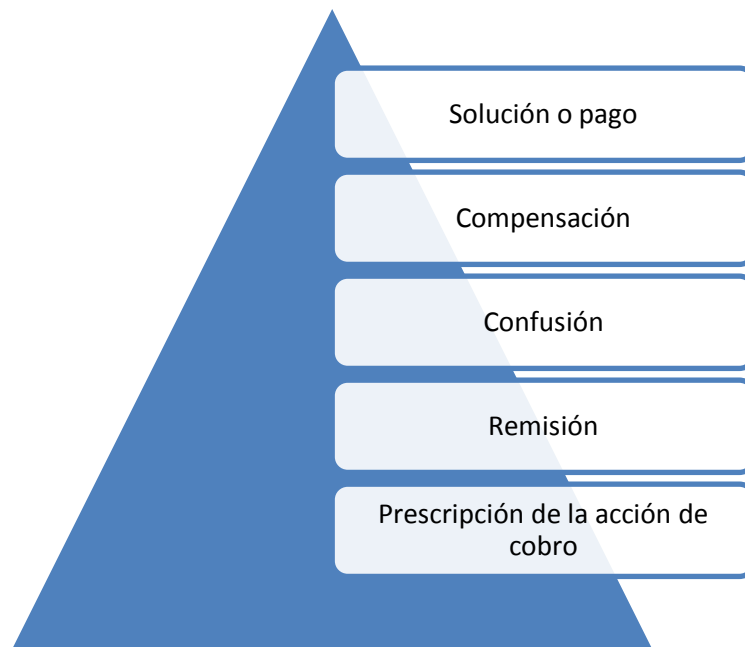 Solución o pago
Compensación
Confusión
Remisión
Prescripción de la acción de
cobro